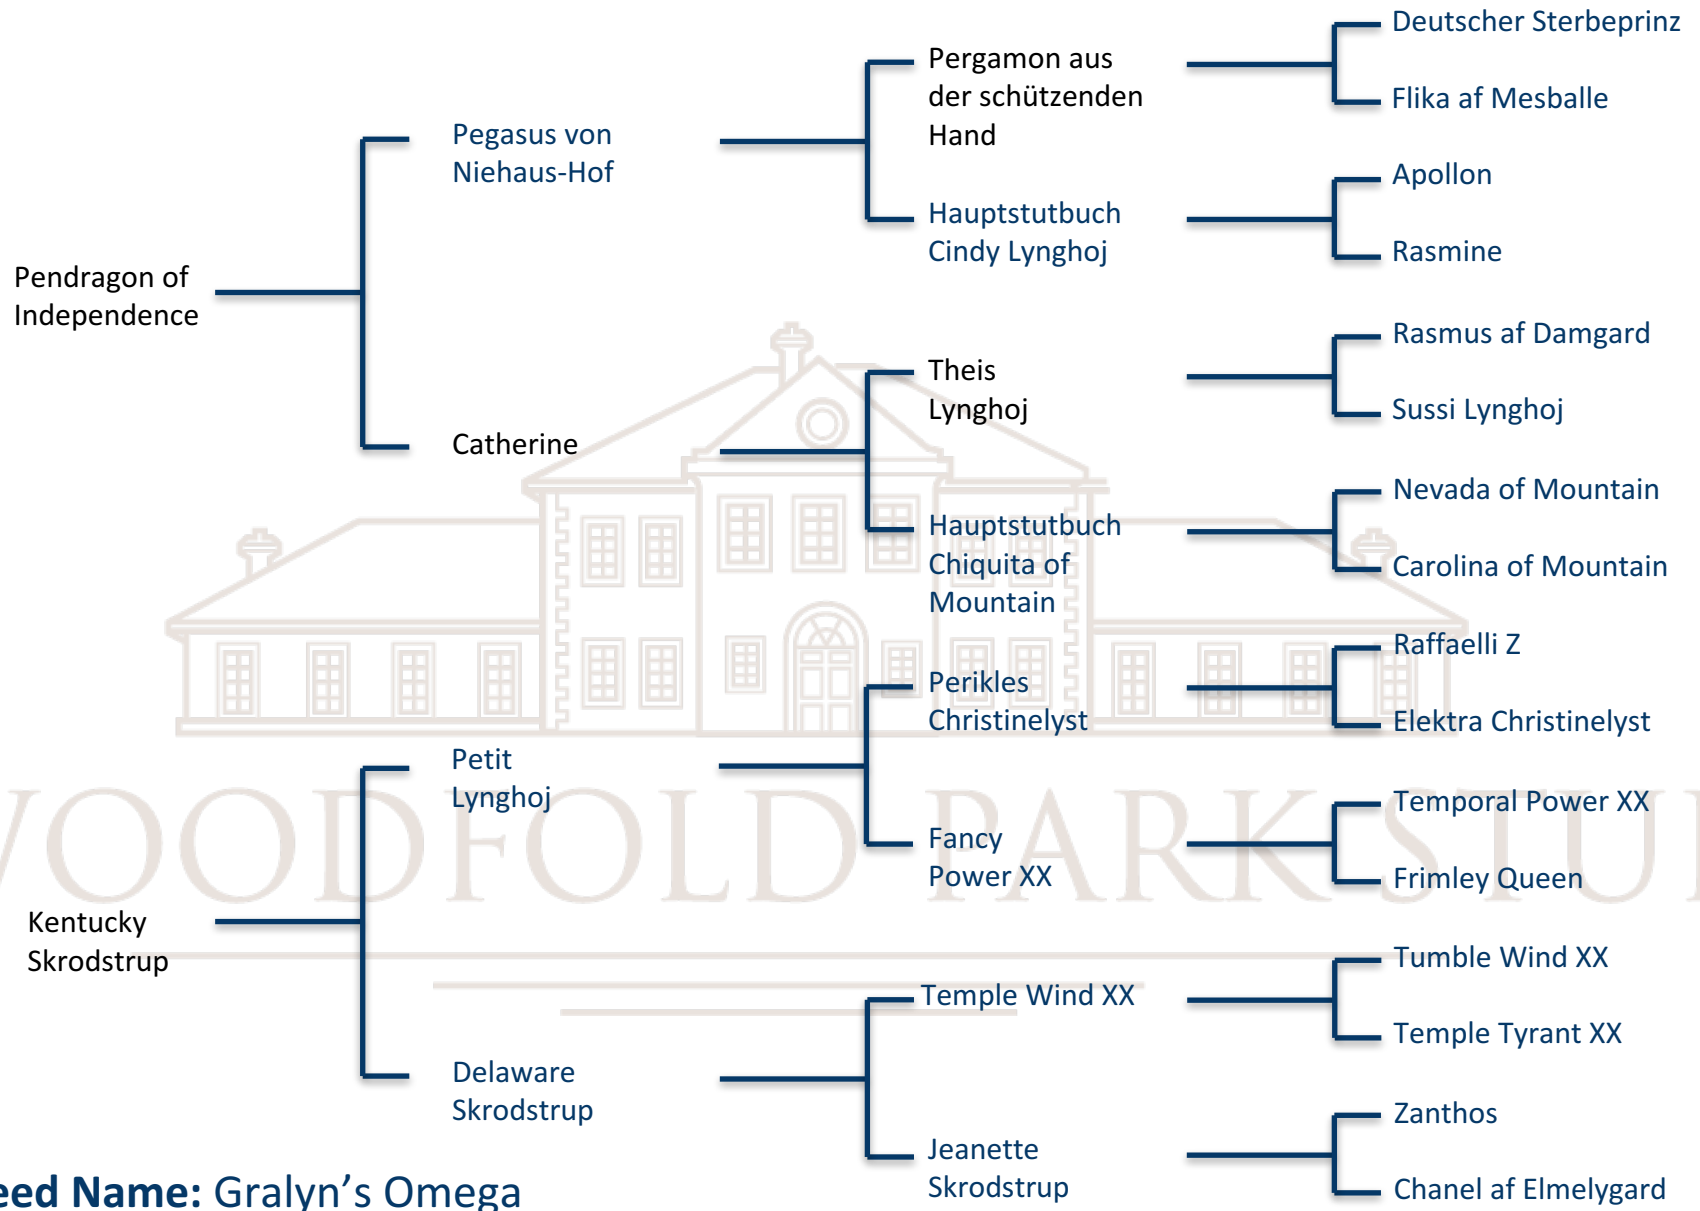 Deutscher Sterbeprinz
Pergamon aus
der schützenden
Hand
Flika af Mesballe
Pegasus von
Niehaus-Hof
Apollon
Hauptstutbuch
Cindy Lynghoj
Rasmine
Pendragon of
Independence
Rasmus af Damgard
Theis
Lynghoj
Sussi Lynghoj
Catherine
Nevada of Mountain
Hauptstutbuch
Chiquita of
Mountain
Carolina of Mountain
Raffaelli Z
Perikles
Christinelyst
Elektra Christinelyst
Petit
Lynghoj
Temporal Power XX
Fancy
Power XX
Frimley Queen
WOODFOLD PARK STU
Kentucky
Skrodstrup
Tumble Wind XX
Temple Wind XX
Temple Tyrant XX
Delaware
Skrodstrup
Zanthos
Jeanette
Skrodstrup
Chanel af Elmelygard
eed Name: Gralyn's Omega